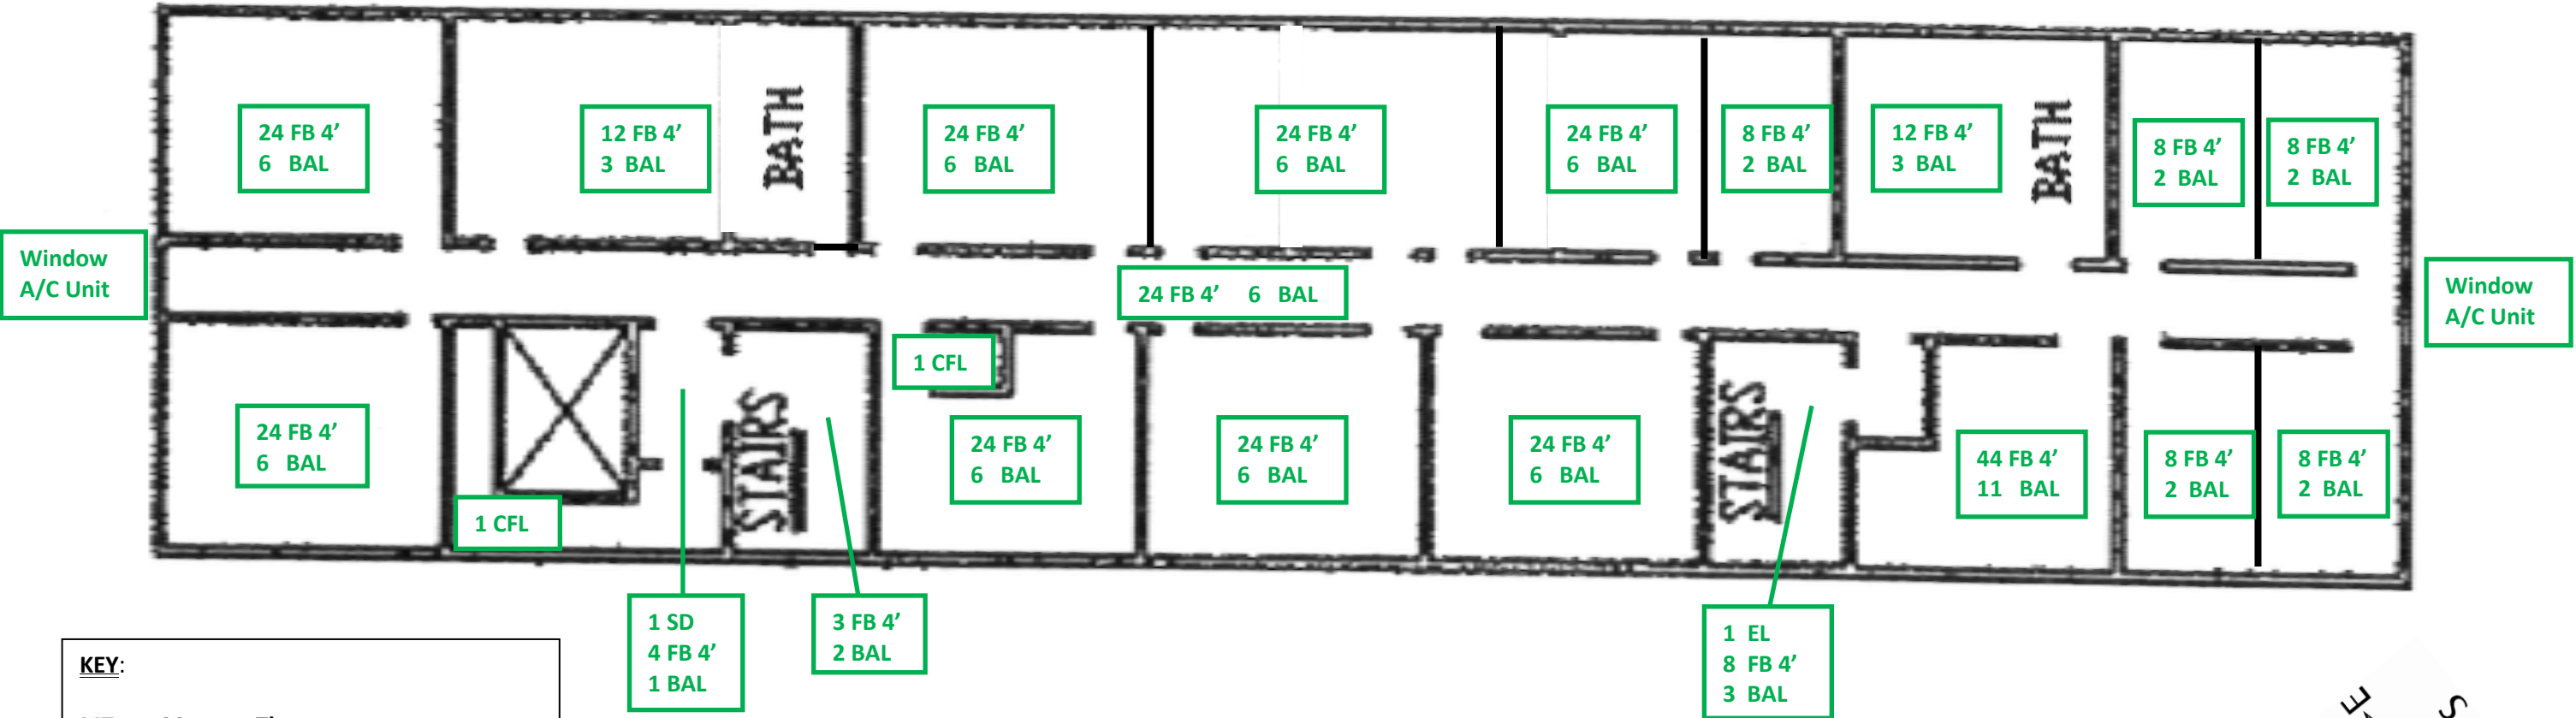 24 FB 4’
6 BAL
12 FB 4’
3 BAL
BATH
24 FB 4’
6 BAL
24 FB 4’
6 BAL
24 FB 4’
6 BAL
8 FB 4’
2 BAL
12 FB 4’
3 BAL
BATH
8 FB 4’
2 BAL
8 FB 4’
2 BAL
Window
A/C Unit
24 FB 4’ 6 BAL
Window
A/C Unit
1 CFL
24 FB 4’
6 BAL
1 CFL
STAIRS
24 FB 4’
6 BAL
24 FB 4’
6 BAL
24 FB 4’
6 BAL
STAIRS
44 FB 4’
11 BAL
8 FB 4’
2 BAL
8 FB 4’
2 BAL
1 SD
4 FB 4’
1 BAL
3 FB 4’
2 BAL
1 EL
8 FB 4’
3 BAL
KEY:
E
S